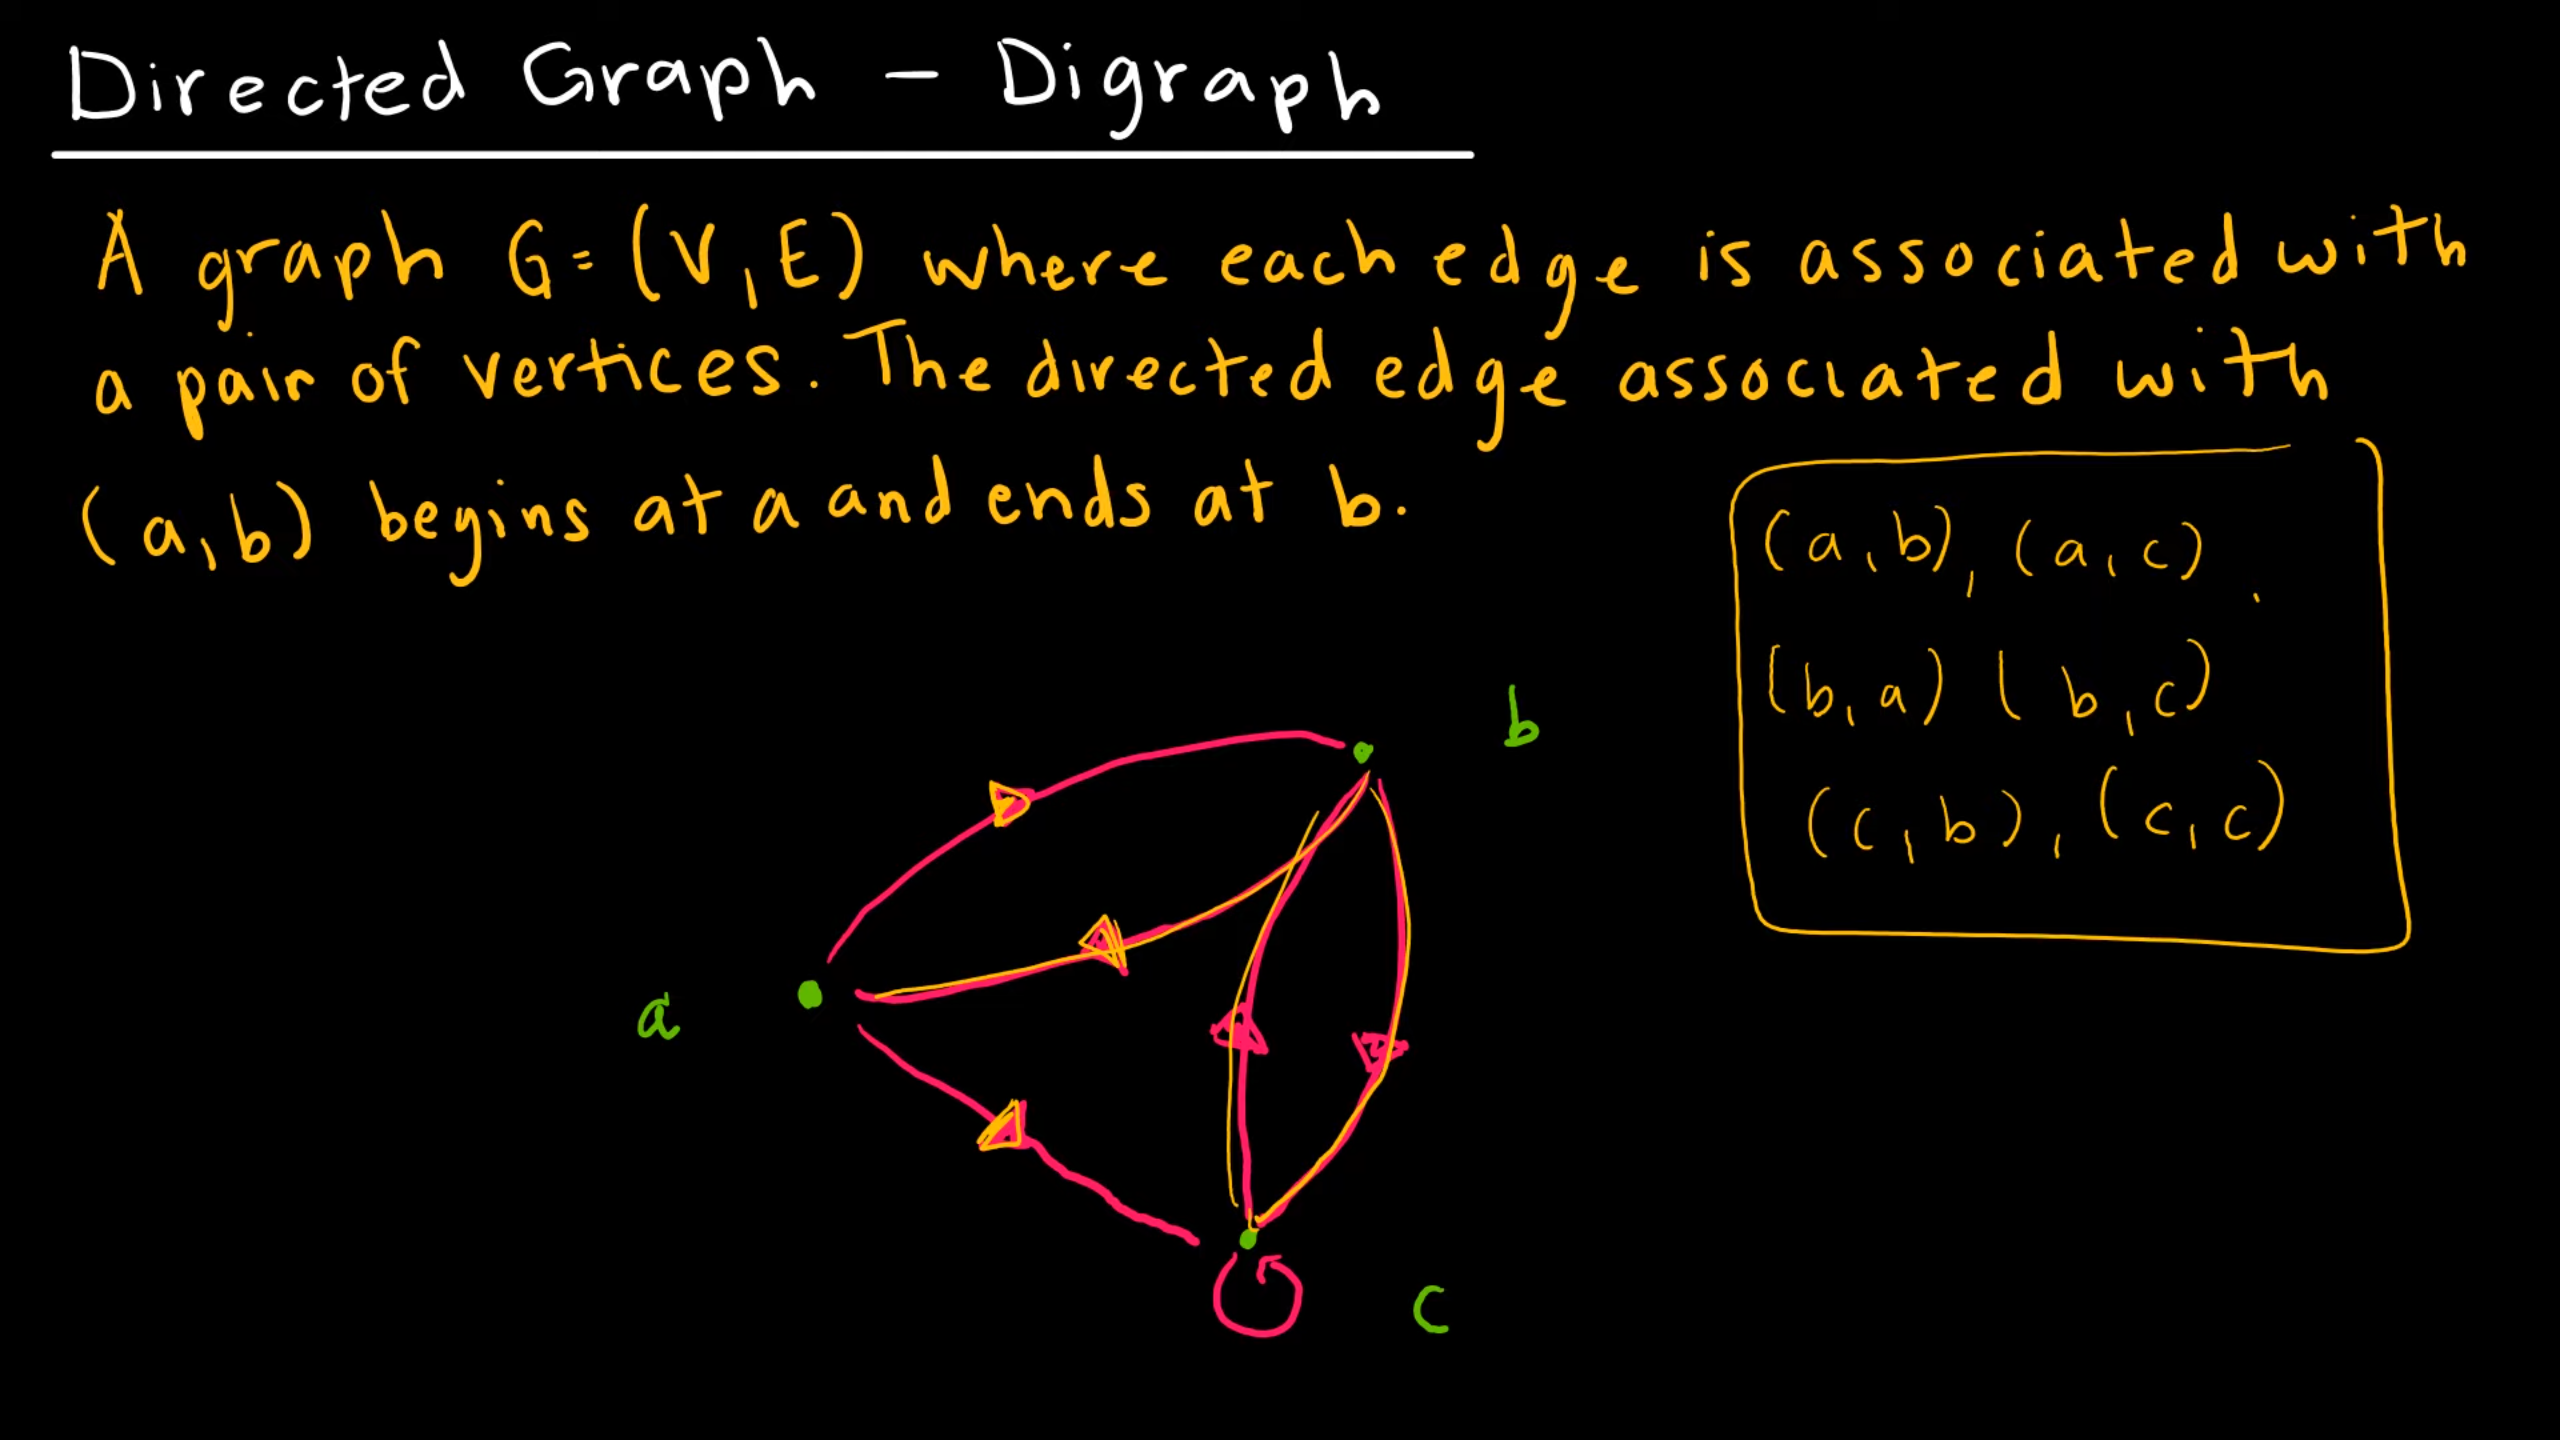 Directed Graph - Digraph
A graph G=(V,E) where each edge is associated with
a pair of vertices. The directed edge associated with
(a,b) begins at a and ends at b.
(a,b), (a,c)
(b,a) (b,c)
(c,b), (c,c)
b
a
c